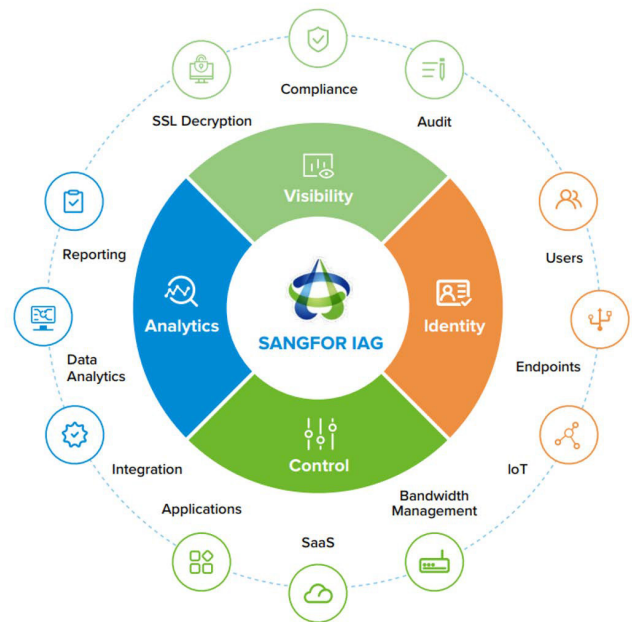 Compliance
SSL Decryption
Audit
Visibility
Reporting
Users
Analytics
SANGFOR IAG
Identity
Data
Analytics
Endpoints
Integration
Control
IoT
Applications
Bandwidth
Management
SaaS